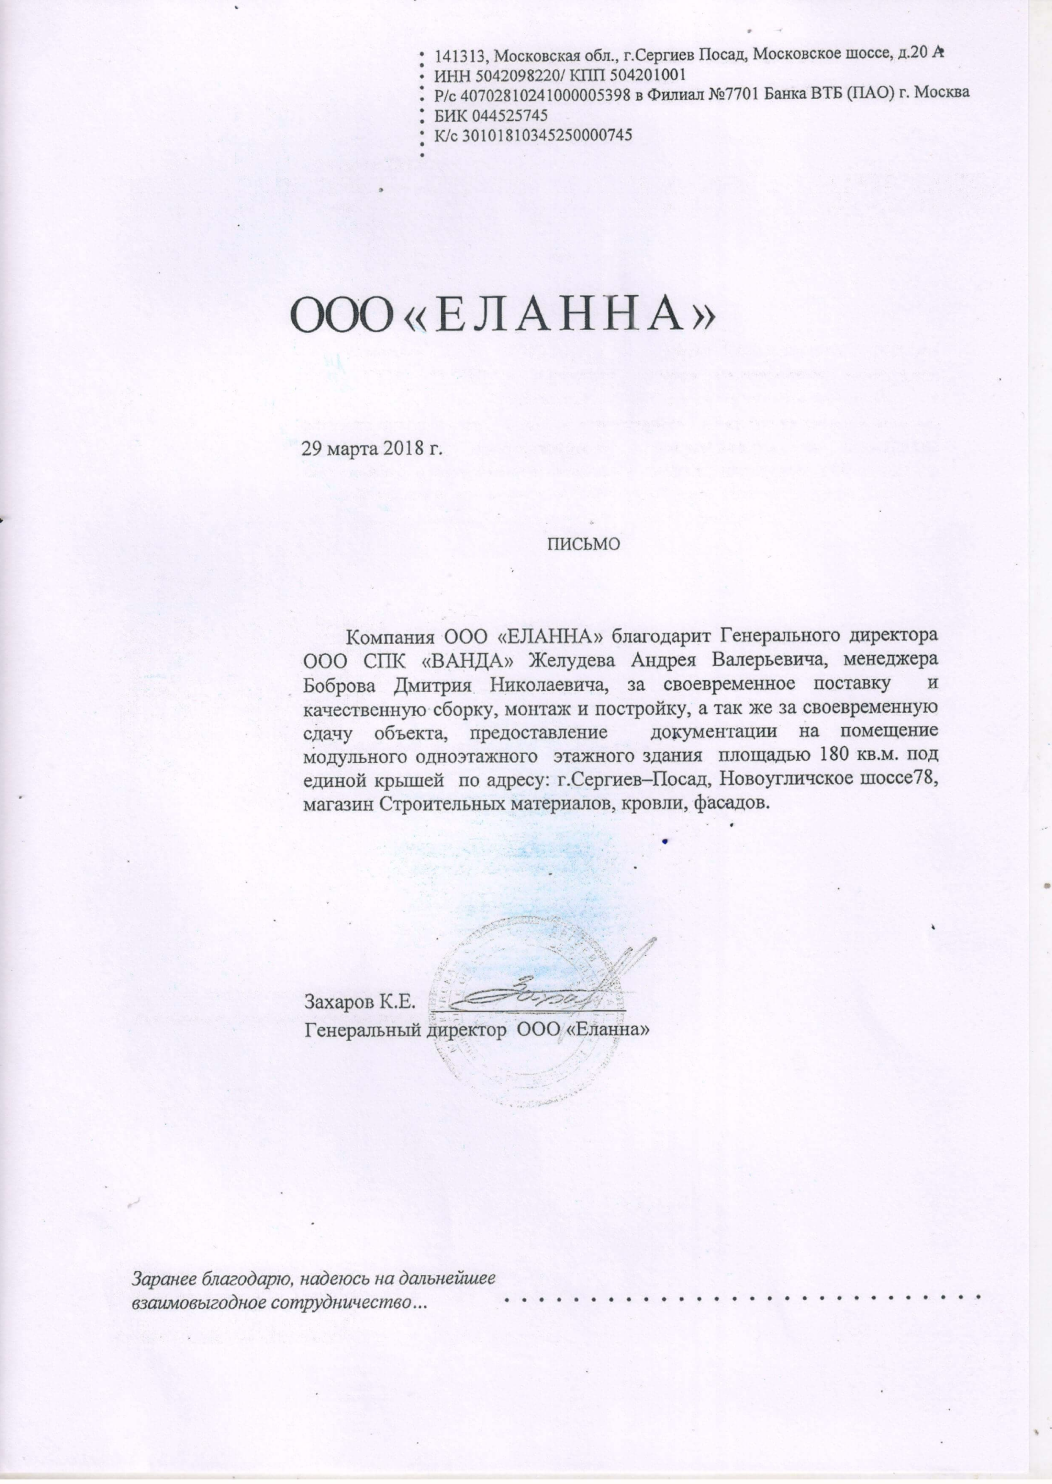 141313, Московская обл., г.Сергиев Посад, Московское шоссе, д.20 А
ИНН 5042098220/ КПП 504201001
Р/с 40702810241000005398 в Филиал №7701 Банка ВТБ (ПАО) г. Москва
БИК 044525745
К/с 30101810345250000745
ООО «ЕЛАННА»
29 марта 2018 г.
ПИСЬМО
Компания ООО «ЕЛАННА» благодарит Генерального директора
ООО СПК «ВАНДА» Желудева Андрея Валерьевича, менеджера
Боброва Дмитрия Николаевича, за своевременное поставку и
качественную сборку, монтаж и постройку, а так же за своевременную
сдачу объекта, предоставление документации на помещение
модульного одноэтажного этажного здания площадью 180 кв.м. под
единой крышей по адресу: г.Сергиев–Посад, Новоугличское шоссе78,
магазин Строительных материалов, кровли, фасадов.
Захаров К.Е.
Генеральный директор ООО «Еланна»
Заранее благодарю, надеюсь на дальнейшее
взаимовыгодное сотрудничество...